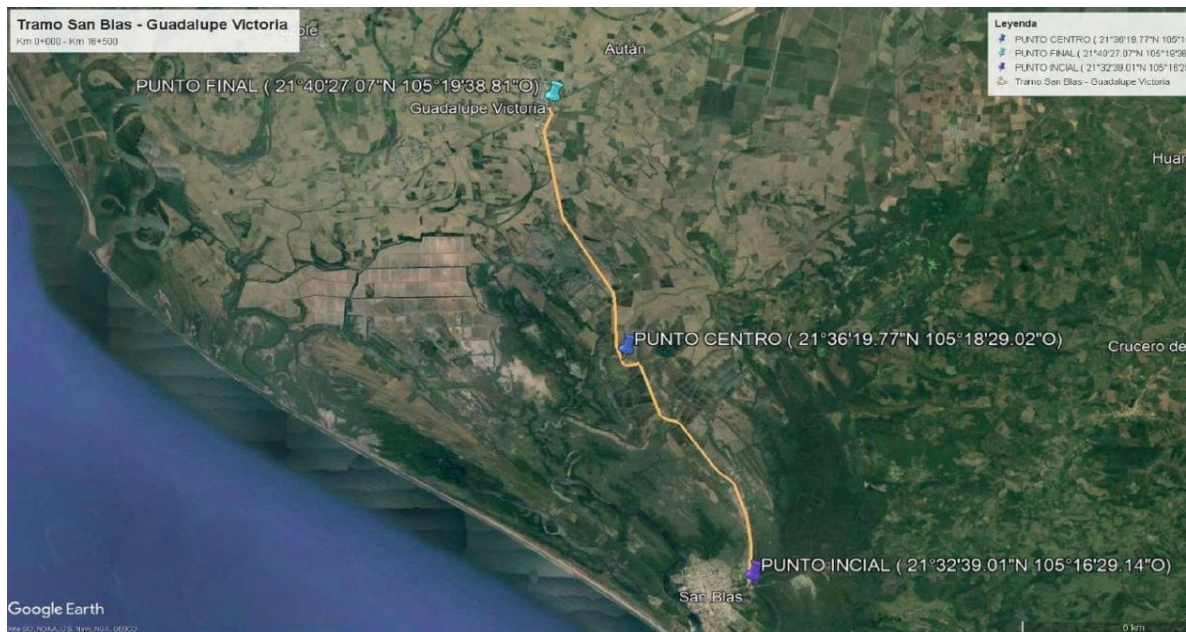 Tramo San Blas - Guadalupe Victoria
Km 0+000 - Km 16+500
Leyenda
PUNTO CENTRO ( 21°36'19.77"N 105°1
PUNTO FINAL ( 21°40'27.07"N 105°19'38
PUNTO INCIAL ( 21°32'39.01"N 105°16'2
Tramo San Blas - Guadalupe Victoria
Aután
PUNTO FINAL ( 21°40'27.07"N 105°19'38.81"O)
Guadalupe Victoria
Huar
PUNTO CENTRO ( 21°36'19.77"N 105°18'29.02"O)
Crucero de
PUNTO INCIAL ( 21°32'39.01"N 105°16'29.14"O)
San Blas
Google Earth
6 km